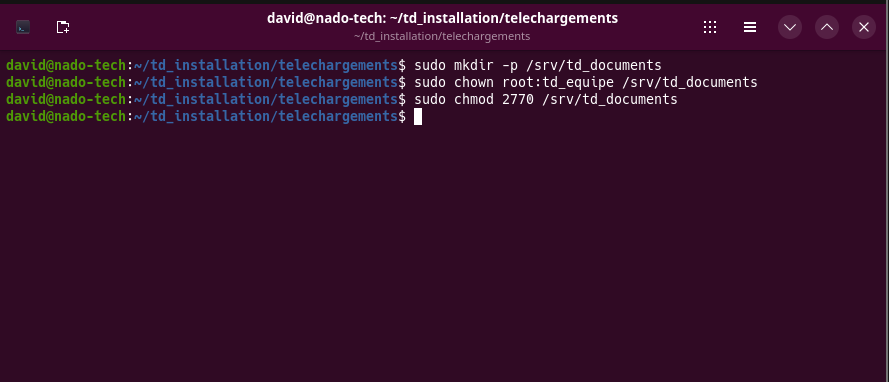 david@nado-tech: ~/td_installation/telechargements
~/td_installation/telechargements
david@nado-tech:~/td_installation/telechargements$ sudo mkdir -p /srv/td_documents
david@nado-tech:~/td_installation/telechargements$ sudo chown root:td_equipe /srv/td_documents
david@nado-tech:~/td_installation/telechargements$ sudo chmod 2770 /srv/td_documents
david@nado-tech:~/td_installation/telechargements$